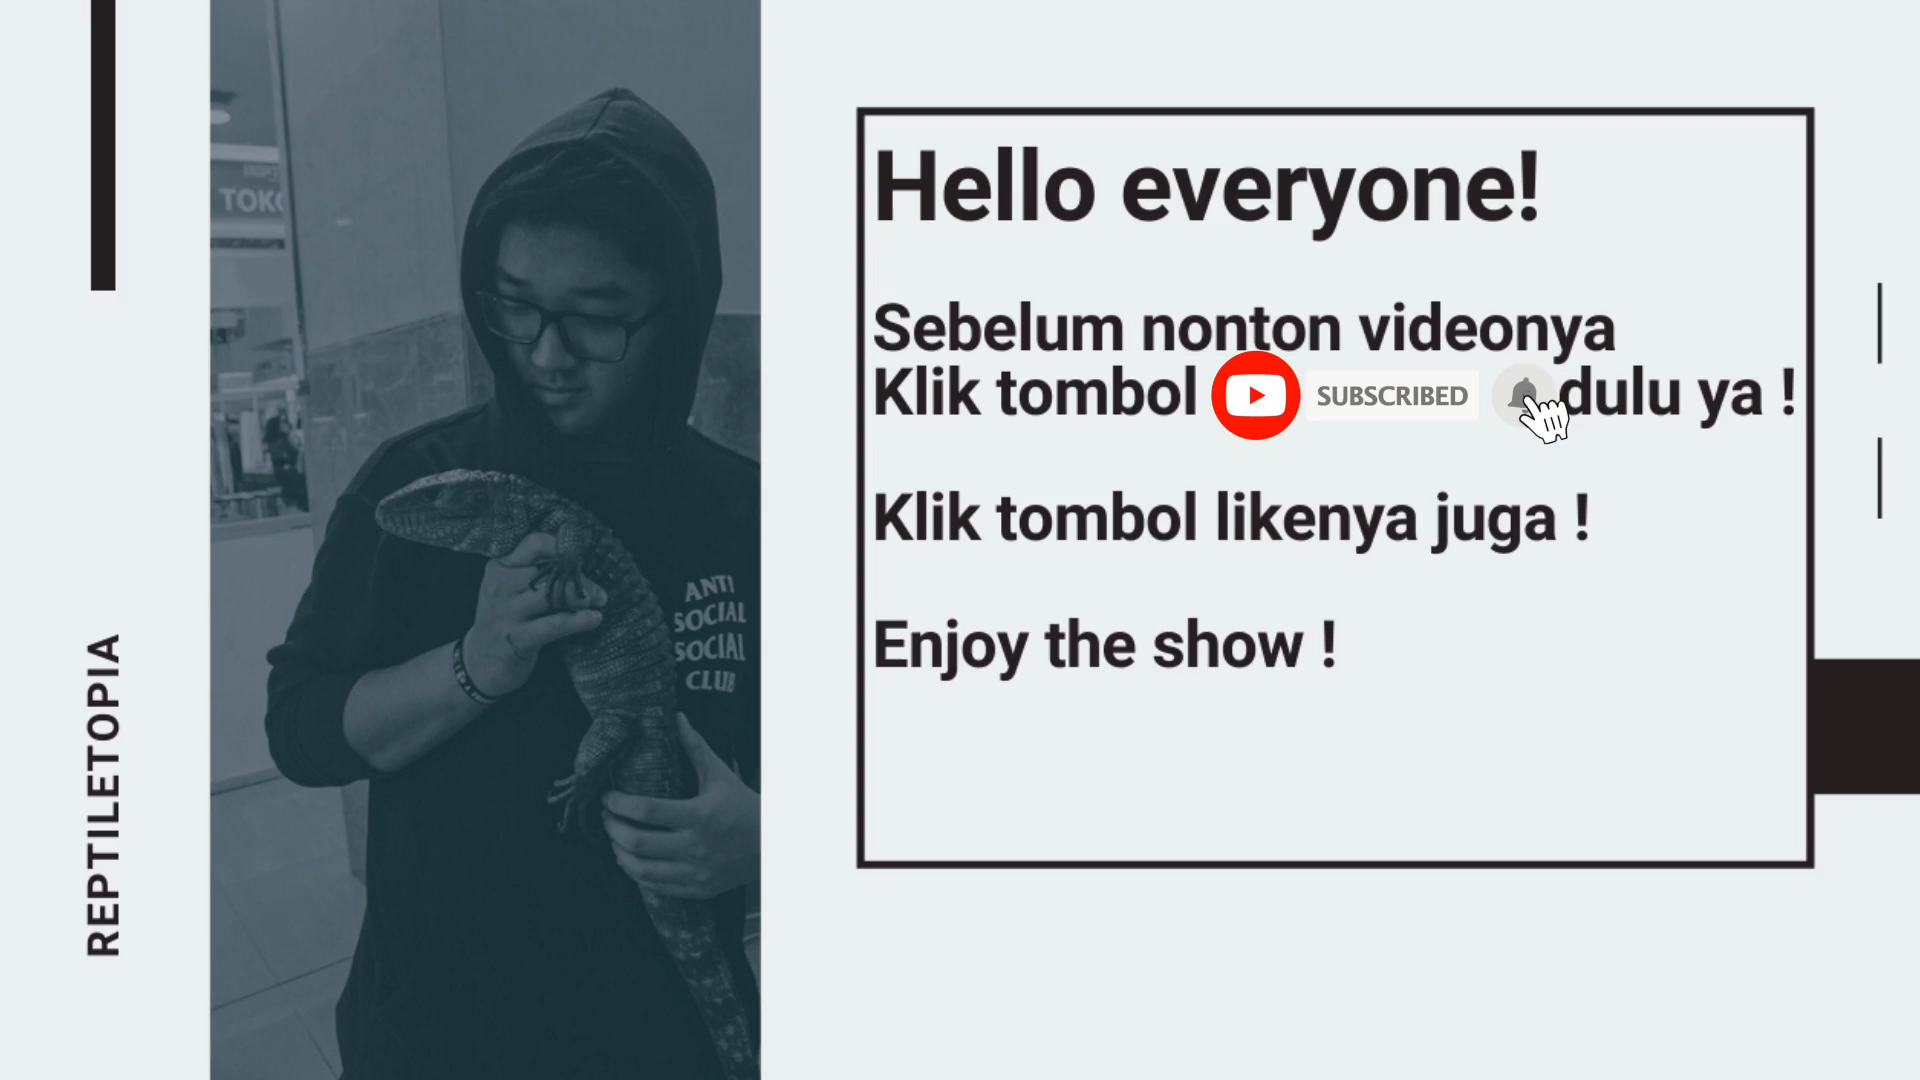 REPTILETOPIA
ANTI
SOCIAL
SOCIAL
CLUB
Hello everyone!
Sebelum nonton videonya
Klik tombol SUBSCRIBED dulu ya !
Klik tombol likenya juga !
Enjoy the show !